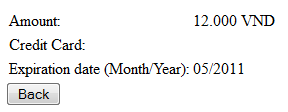 Amount: 12.000 VND
Credit Card:
Expiration date (Month/Year): 05/2011
Back